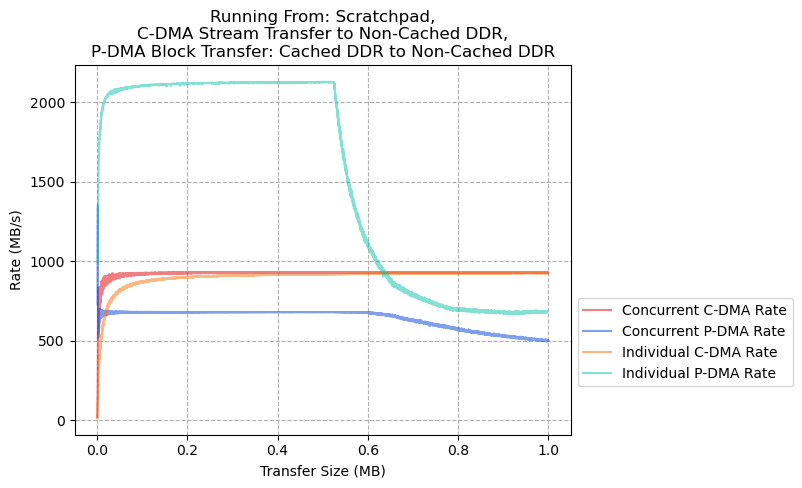 Running From: Scratchpad,
C-DMA Stream Transfer to Non-Cached DDR,
P-DMA Block Transfer: Cached DDR to Non-Cached DDR
2000
1500
1000
500
0
Rate (MB/s)
0.0 0.2 0.4 0.6 0.8 1.0
Transfer Size (MB)
Concurrent C-DMA Rate
Concurrent P-DMA Rate
Individual C-DMA Rate
Individual P-DMA Rate